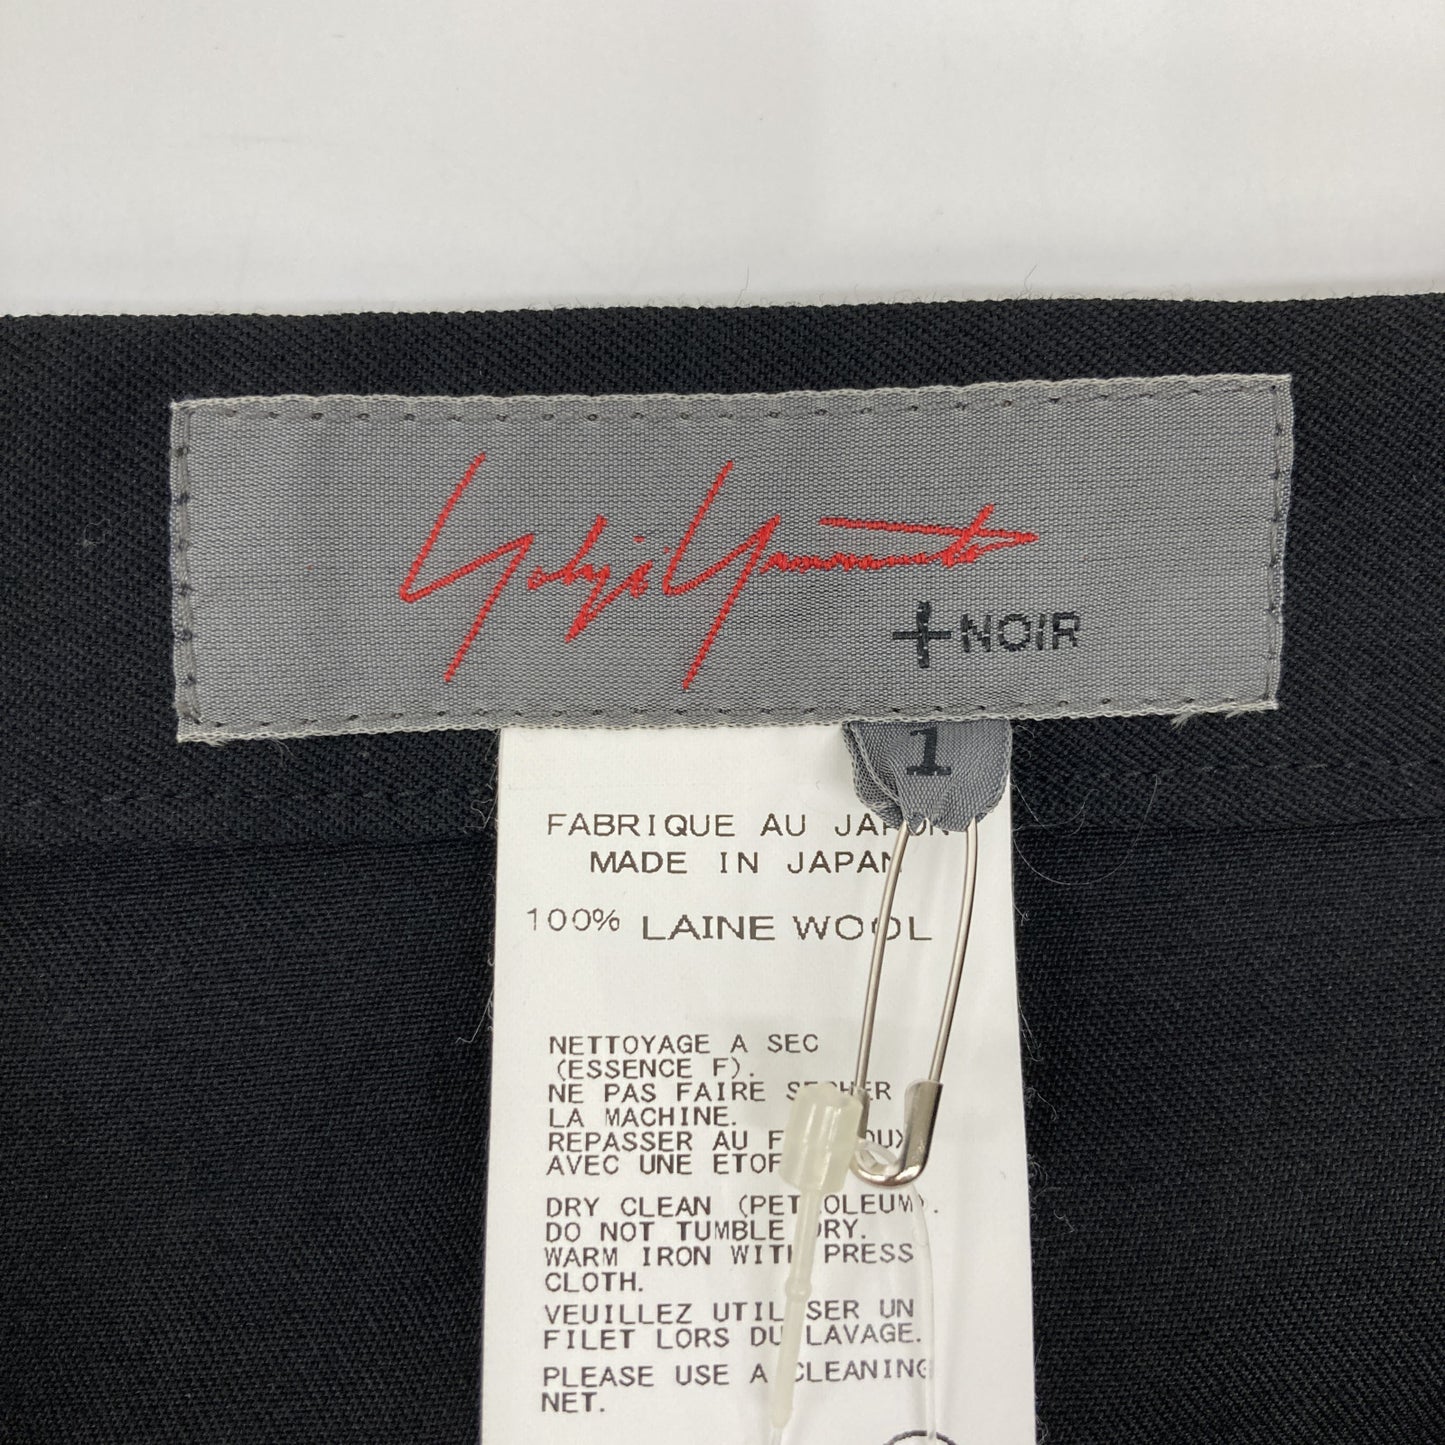 Yohji Yamamoto
+NOIR
1
FABRIQUE AU JAPON
MADE IN JAPAN
100% LAINE WOOL
NETTOYAGE A SEC
(ESSENCE F).
NE PAS FAIRE SECHER
LA MACHINE.
REPASSER AU DOUX
AVEC UNE
DRY CLEAN (PETROLEUM).
DO NOT TUMBLE DRY.
WARM IRON WITH PRESS
CLOTH.
VEUILLEZ UTILISER UN
FILET LORS DU LAVAGE.
PLEASE USE A CLEANING
NET.